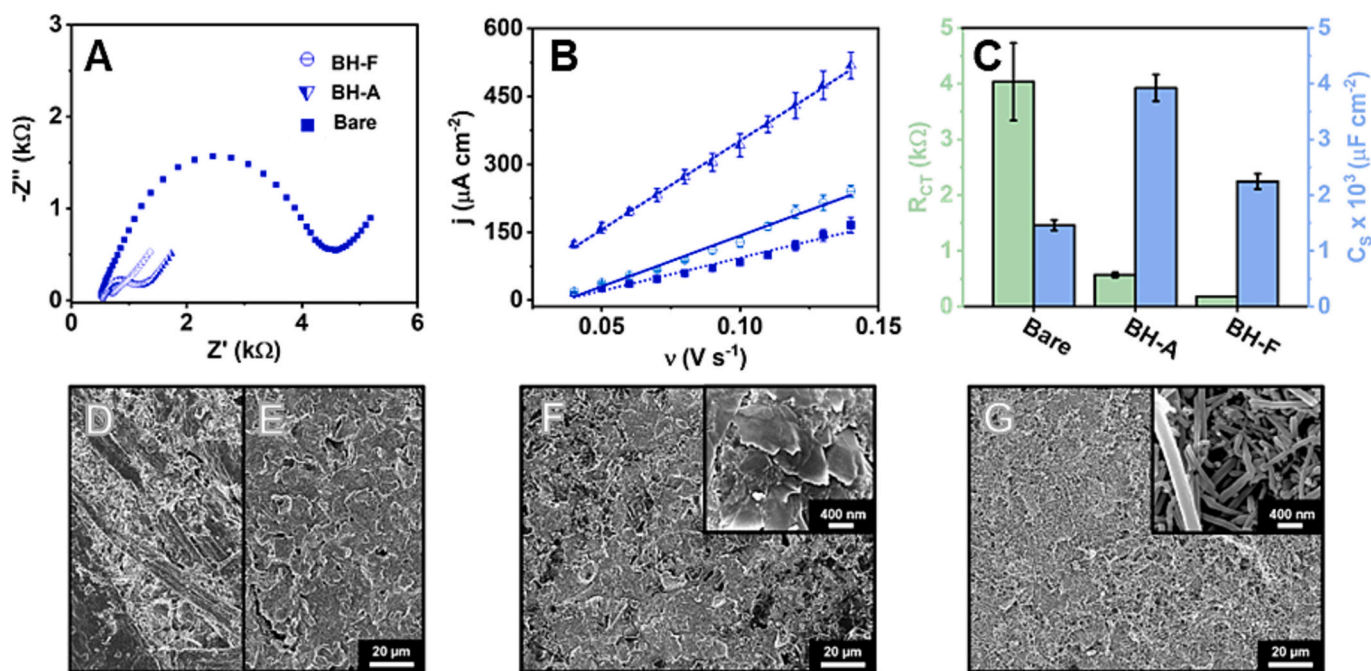 A
3
2
1
0
-Z'' (kΩ)
0 2 4 6
Z' (kΩ)
BH-F
BH-A
Bare
B
600
450
300
150
0
j (µA cm⁻²)
0.05 0.10 0.15
ν (V s⁻¹)
C
5
4
3
2
1
0
R_CT (kΩ)
Bare BH-A BH-F
5
4
3
2
1
0
C_S x 10³ (µF cm⁻²)
D
E
20 µm
F
400 nm
20 µm
G
400 nm
20 µm